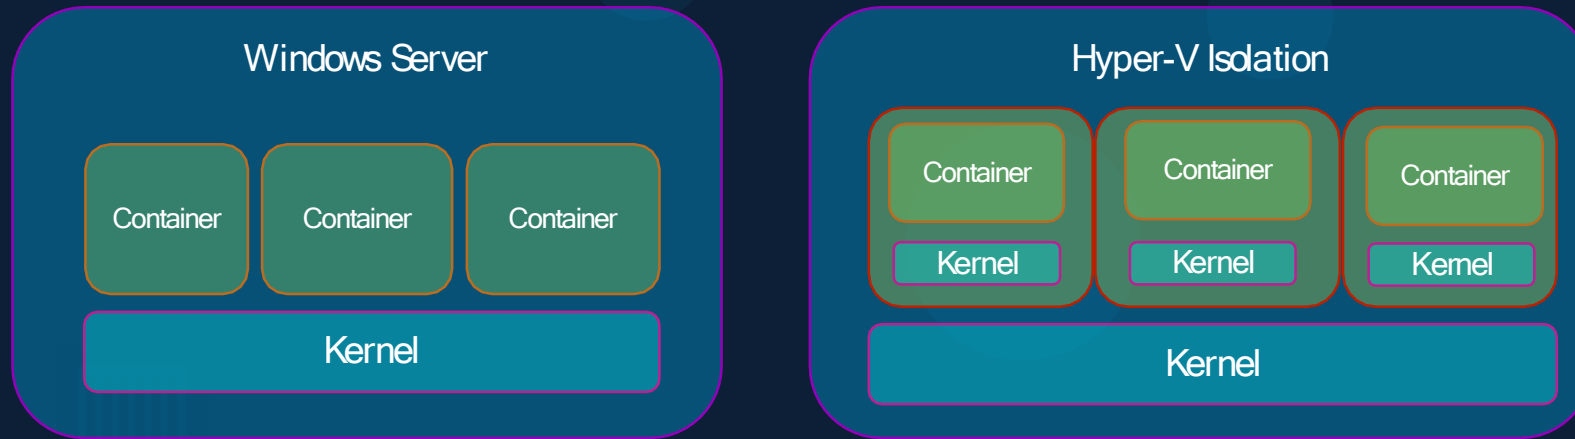 Windows Server
Container
Container
Container
Kernel
Hyper-V Isolation
Container
Container
Container
Kernel
Kernel
Kernel
Kernel